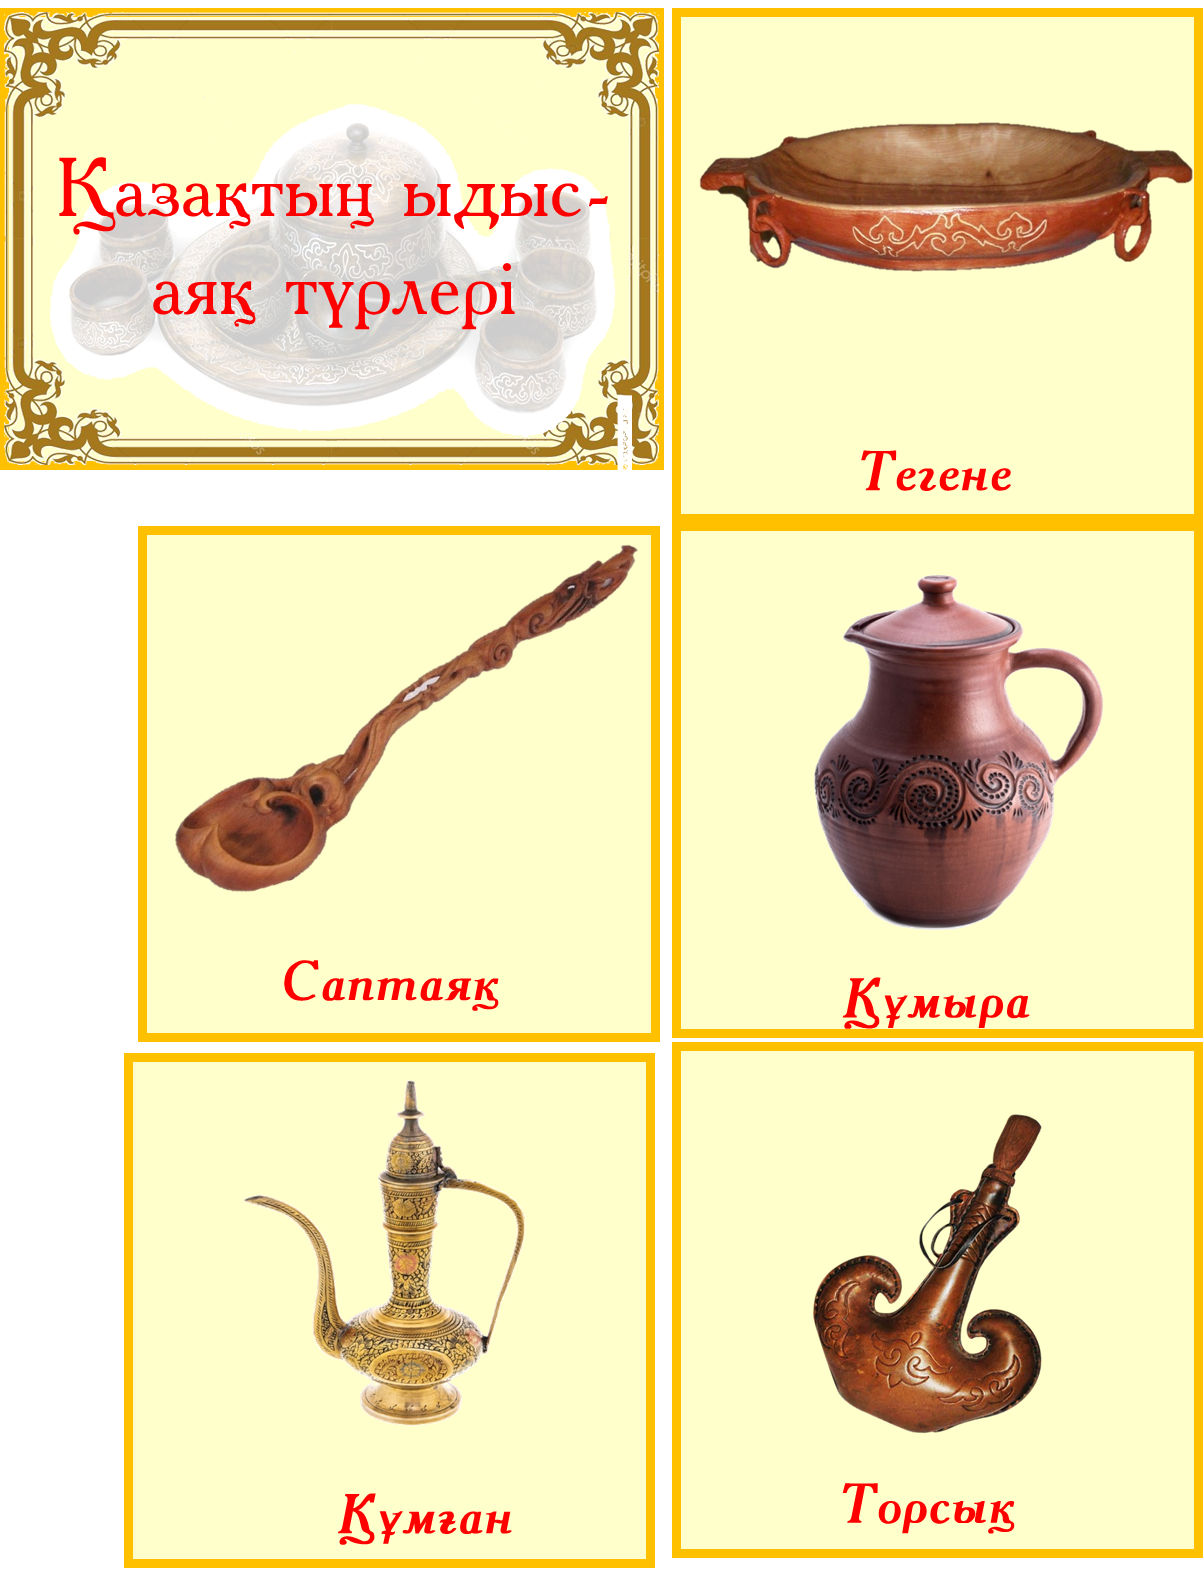 Қазақтың ыдыс-
аяқ түрлері
Тегене
Саптаяқ
Құмыра
Құмған
Торсық